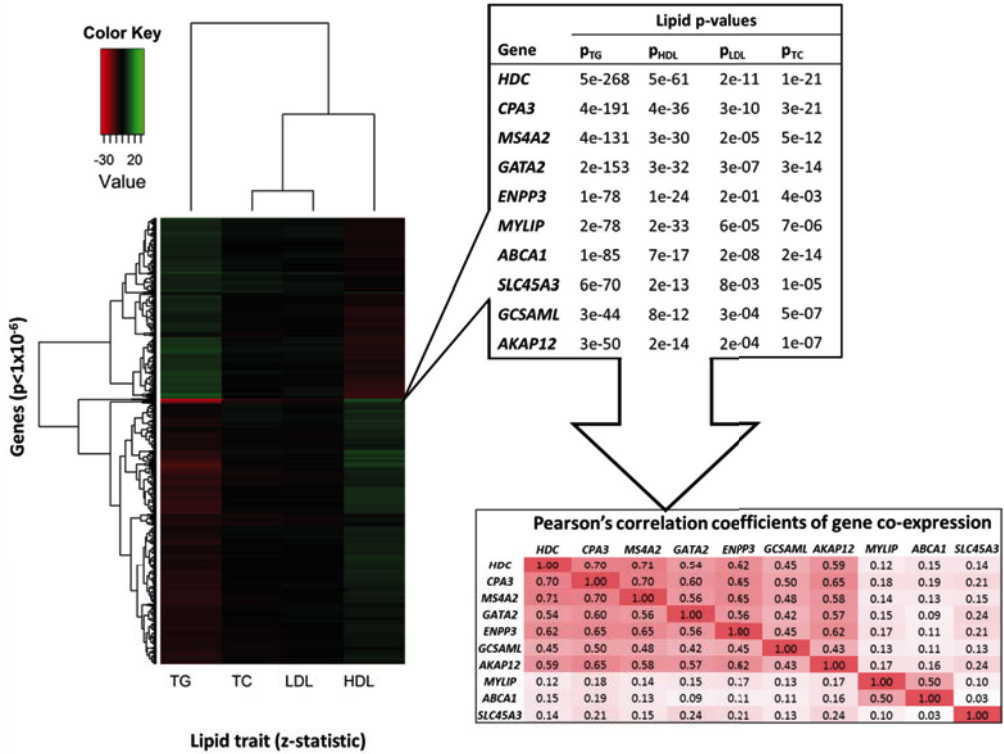 Color Key
-30 20
Value
Genes (p<1x10-6)
TG TC LDL HDL
Lipid trait (z-statistic)
Lipid p-values
Gene pTG pHDL pLDL pTC
HDC 5e-268 5e-61 2e-11 1e-21
CPA3 4e-191 4e-36 3e-10 3e-21
MS4A2 4e-131 3e-30 2e-05 5e-12
GATA2 2e-153 3e-32 3e-07 3e-14
ENPP3 1e-78 1e-24 2e-01 4e-03
MYLIP 2e-78 2e-33 6e-05 7e-06
ABCA1 1e-85 7e-17 2e-08 2e-14
SLC45A3 6e-70 2e-13 8e-03 1e-05
GCSAML 3e-44 8e-12 3e-04 5e-07
AKAP12 3e-50 2e-14 2e-04 1e-07
Pearson's correlation coefficients of gene co-expression
HDC CPA3 MS4A2 GATA2 ENPP3 GCSAML AKAP12 MYLIP ABCA1 SLC45A3
HDC 1.00 0.70 0.71 0.54 0.62 0.45 0.59 0.12 0.15 0.14
CPA3 0.70 1.00 0.70 0.60 0.65 0.50 0.65 0.18 0.19 0.21
MS4A2 0.71 0.70 1.00 0.56 0.65 0.48 0.58 0.14 0.13 0.15
GATA2 0.54 0.60 0.56 1.00 0.56 0.42 0.57 0.15 0.09 0.24
ENPP3 0.62 0.65 0.65 0.56 1.00 0.45 0.62 0.17 0.11 0.21
GCSAML 0.45 0.50 0.48 0.42 0.45 1.00 0.43 0.13 0.11 0.13
AKAP12 0.59 0.65 0.58 0.57 0.62 0.43 1.00 0.17 0.16 0.24
MYLIP 0.12 0.18 0.14 0.15 0.17 0.13 0.17 1.00 0.50 0.10
ABCA1 0.15 0.19 0.13 0.09 0.11 0.11 0.16 0.50 1.00 0.03
SLC45A3 0.14 0.21 0.15 0.24 0.21 0.13 0.24 0.10 0.03 1.00